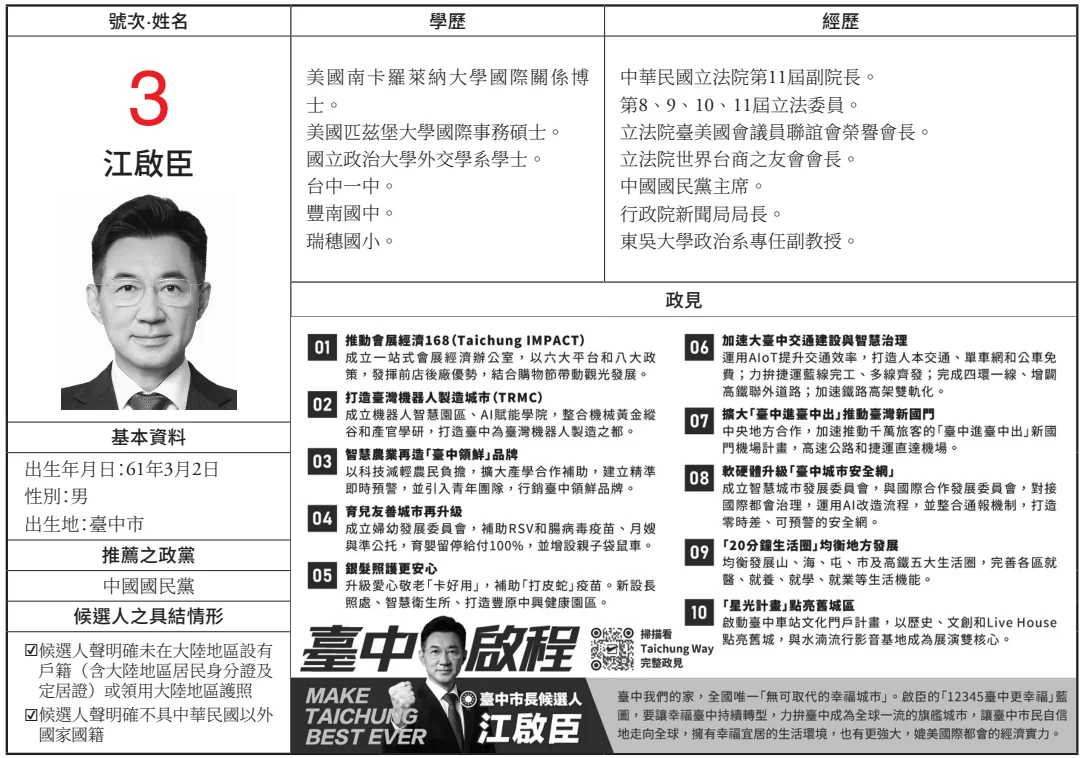 號次·姓名
3
江啟臣
基本資料
出生年月日：61年3月2日
性別：男
出生地：臺中市
推薦之政黨
中國國民黨
候選人之具結情形
☑候選人聲明確未在大陸地區設有
戶籍（含大陸地區居民身分證及
定居證）或領用大陸地區護照
☑候選人聲明確不具中華民國以外
國家國籍
學歷
美國南卡羅萊納大學國際關係博
士。
美國匹茲堡大學國際事務碩士。
國立政治大學外交學系學士。
台中一中。
豐南國中。
瑞穗國小。
經歷
中華民國立法院第11屆副院長。
第8、9、10、11屆立法委員。
立法院臺美國會議員聯誼會榮譽會長。
立法院世界台商之友會會長。
中國國民黨主席。
行政院新聞局局長。
東吳大學政治系專任副教授。
政見
01 推動會展經濟168（Taichung IMPACT）
成立一站式會展經濟辦公室，以六大平台和八大政
策，發揮前店後廠優勢，結合購物節帶動觀光發展。
02 打造臺灣機器人製造城市（TRMC）
成立機器人智慧園區、AI賦能學院，整合機械黃金縱
谷和產官學研，打造臺中為臺灣機器人製造之都。
03 智慧農業再造「臺中領鮮」品牌
以科技減輕農民負擔，擴大產學合作補助，建立精準
即時預警，並引入青年團隊，行銷臺中領鮮品牌。
04 育兒友善城市再升級
成立婦幼發展委員會，補助RSV和腸病毒疫苗、月嫂
與準公托，育嬰留停給付100%，並增設親子袋鼠車。
05 銀髮照護更安心
升級愛心敬老「卡好用」，補助「打皮蛇」疫苗。新設長
照處、智慧衛生所、打造豐原中興健康園區。
06 加速大臺中交通建設與智慧治理
運用AIoT提升交通效率，打造人本交通、單車網和公車免
費；力拚捷運藍線完工、多線齊發；完成四環一線、增闢
高鐵聯外道路；加速鐵路高架雙軌化。
07 擴大「臺中進臺中出」推動臺灣新國門
中央地方合作，加速推動千萬旅客的「臺中進臺中出」新國
門機場計畫，高速公路和捷運直達機場。
08 軟硬體升級「臺中城市安全網」
成立智慧城市發展委員會，與國際合作發展委員會，對接
國際都會治理，運用AI改造流程，並整合通報機制，打造
零時差、可預警的安全網。
09 「20分鐘生活圈」均衡地方發展
均衡發展山、海、屯、市及高鐵五大生活圈，完善各區就
醫、就養、就學、就業等生活機能。
10 「星光計畫」點亮舊城區
啟動臺中車站文化門戶計畫，以歷史、文創和Live House
點亮舊城，與水湳流行影音基地成為展演雙核心。
臺中啟程
掃描看
Taichung Way
完整政見
MAKE
TAICHUNG
BEST EVER
臺中市長候選人
江啟臣
臺中我們的家，全國唯一「無可取代的幸福城市」。啟臣的「12345臺中更幸福」藍
圖，要讓幸福臺中持續轉型，力拚臺中成為全球一流的旗艦城市，讓臺中市民自信
地走向全球，擁有幸福宜居的生活環境，也有更強大，媲美國際都會的經濟實力。